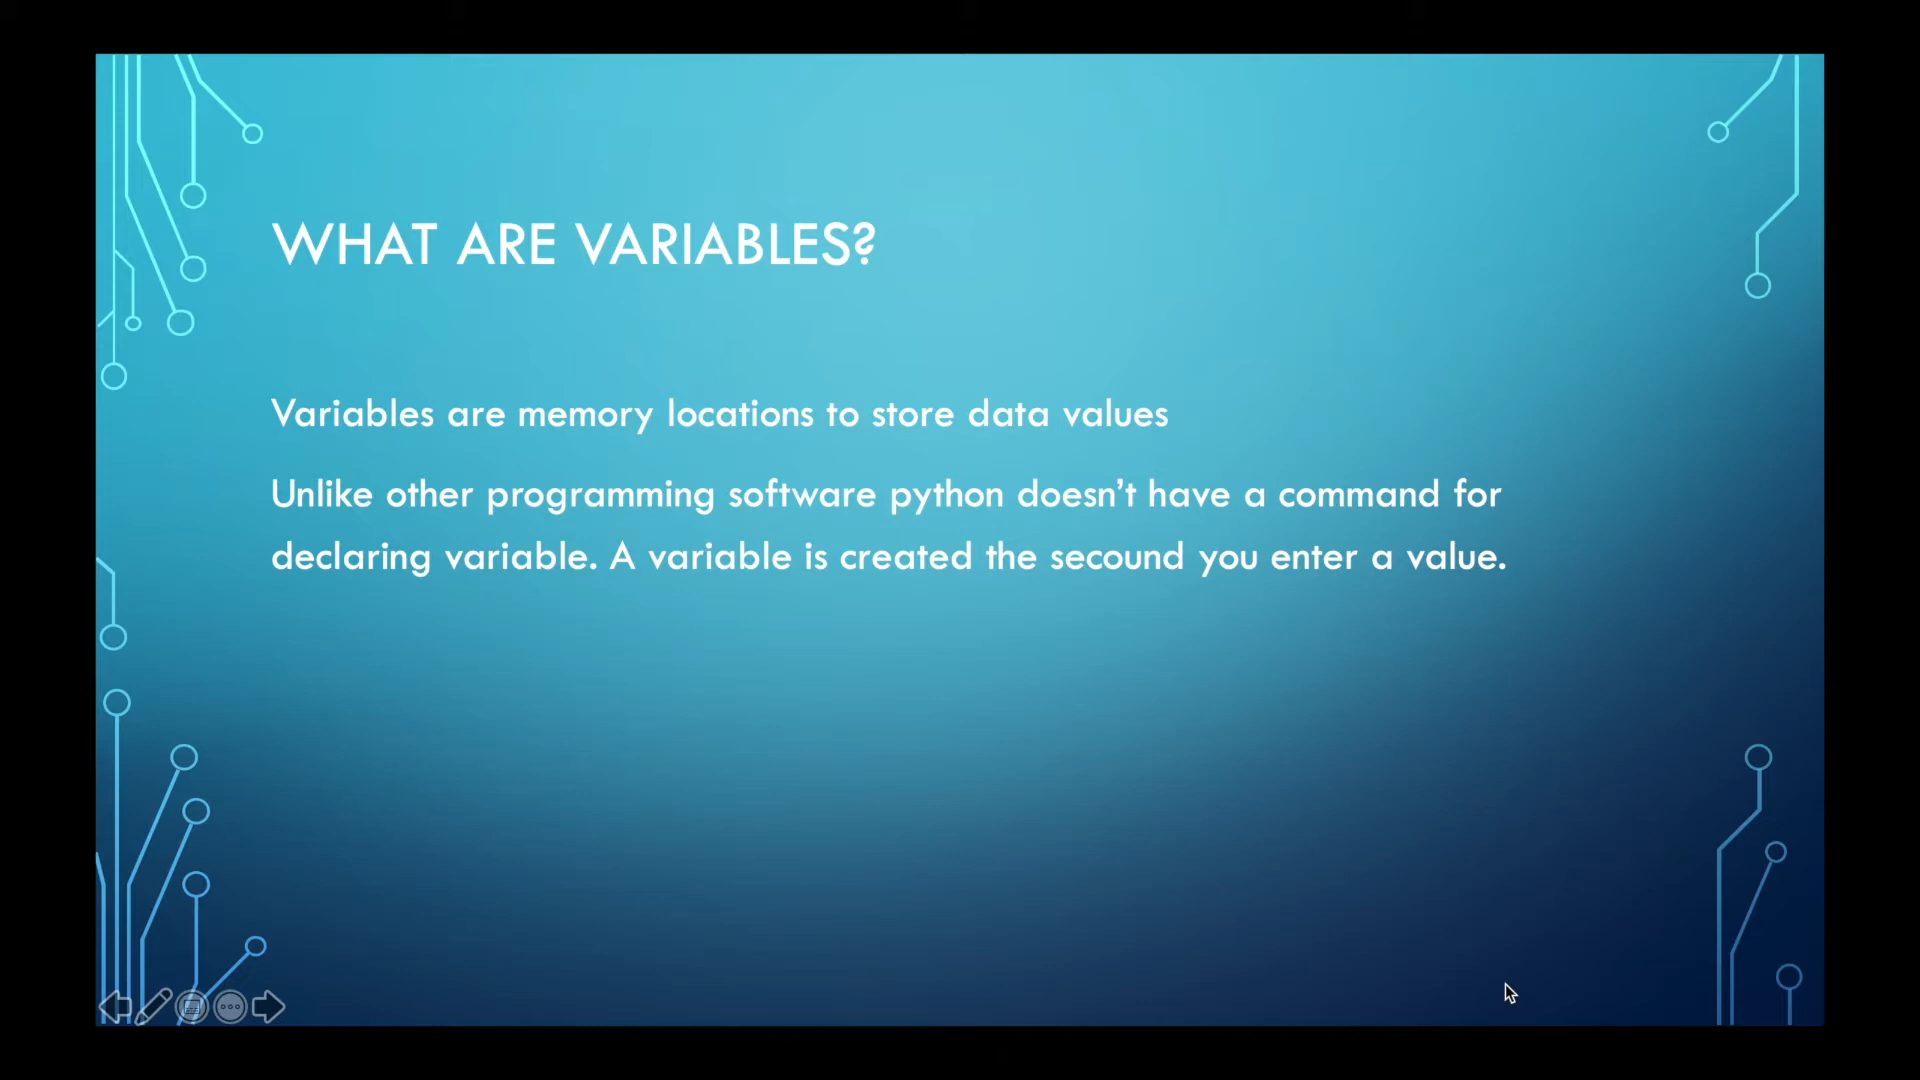 WHAT ARE VARIABLES?
Variables are memory locations to store data values
Unlike other programming software python doesn't have a command for
declaring variable. A variable is created the secound you enter a value.